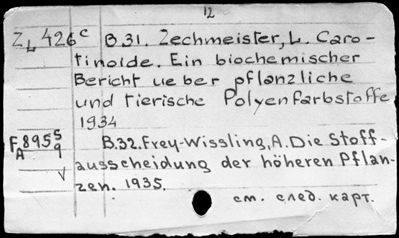 12
Z L 426c B.31. Zechmeister, L. Caro-
tinoide. Ein biochemischer
Bericht ueber pflanzliche
und tierische Polyenfarbstoffe
1934
F 8955 B.32. Frey-Wissling, A. Die Stoff-
A 9 ausscheidung der höheren Pflan-
V zen. 1935.
см. след. карт.